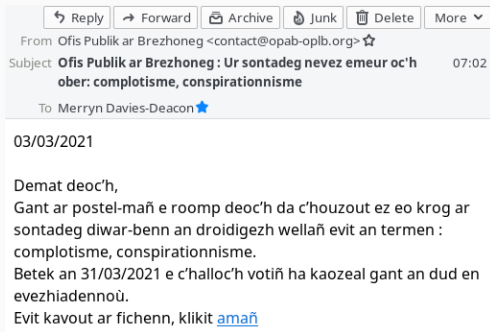 Reply Forward Archive Junk Delete More
From Ofis Publik ar Brezhoneg <contact@opab-oplb.org>
Subject Ofis Publik ar Brezhoneg : Ur sontadeg nevez emeur oc'h 07:02
ober: complotisme, conspirationnisme
To Merryn Davies-Deacon
03/03/2021
Demat deoc’h,
Gant ar postel-mañ e roomp deoc’h da c’houzout ez eo krog ar
sontadeg diwar-benn an droidigezh wellañ evit an termen :
complotisme, conspirationnisme.
Betek an 31/03/2021 e c’halloc’h votiñ ha kaozeal gant an dud en
evezhiadennoù.
Evit kavout ar fichenn, klikit amañ